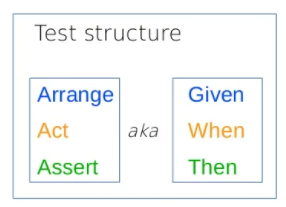 Test structure
Arrange Given
Act aka When
Assert Then